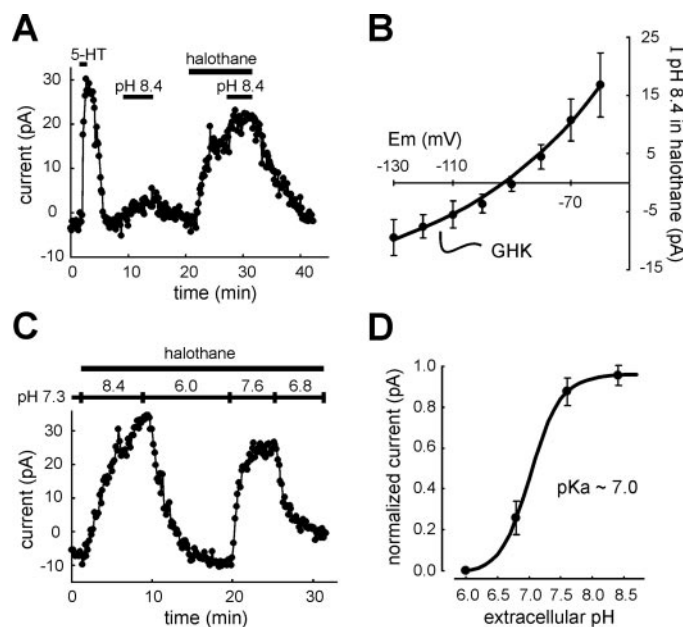 A
5-HT
halothane
pH 8.4
pH 8.4
30
20
10
0
-10
current (pA)
0
10
20
30
40
time (min)
B
Em (mV)
-130
-110
-70
25
15
5
-5
-15
I pH 8.4 in halothane (pA)
GHK
C
halothane
pH 7.3
8.4
6.0
7.6
6.8
30
20
10
0
-10
current (pA)
0
10
20
30
time (min)
D
1.0
0.8
0.6
0.4
0.2
0.0
normalized current (pA)
pKa ~ 7.0
6.0
6.5
7.0
7.5
8.0
8.5
extracellular pH